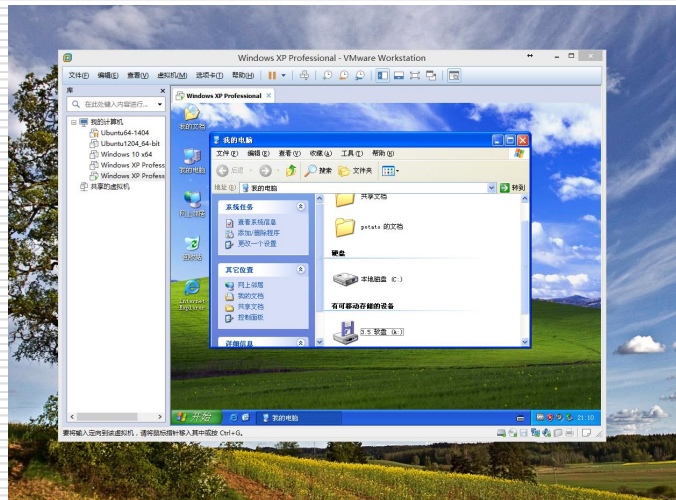 Windows XP Professional - VMware Workstation
文件(F) 编辑(E) 查看(V) 虚拟机(M) 选项卡(T) 帮助(H)
库
在此处键入内容进行...
我的计算机
Ubuntu64-1404
Ubuntu1204_64-bit
Windows 10 x64
Windows XP Profess
Windows XP Profess
共享的虚拟机
Windows XP Professional
我的文档
我的电脑
网上邻居
回收站
Internet
Explorer
我的电脑
文件(F) 编辑(E) 查看(V) 收藏(A) 工具(T) 帮助(H)
后退 搜索 文件夹
地址(D) 我的电脑 转到
系统任务
查看系统信息
添加/删除程序
更改一个设置
其它位置
网上邻居
我的文档
共享文档
控制面板
详细信息
共享文档
potato 的文档
硬盘
本地磁盘 (C:)
有可移动存储的设备
3.5 软盘 (A:)
开始 我的电脑 21:10
要将输入定向到该虚拟机，请将鼠标指针移入其中或按 Ctrl+G。